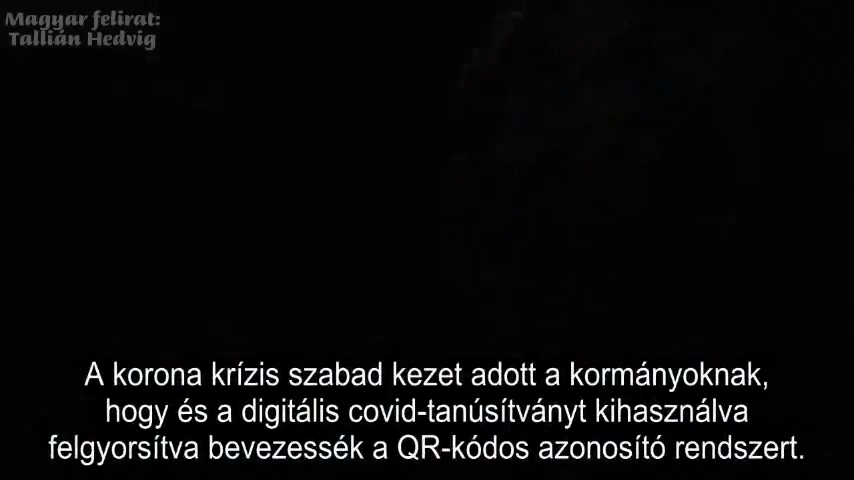 Magyar felirat:
Tallián Hedvig
A korona krízis szabad kezet adott a kormányoknak,
hogy és a digitális covid-tanúsítványt kihasználva
felgyorsítva bevezessék a QR-kódos azonosító rendszert.